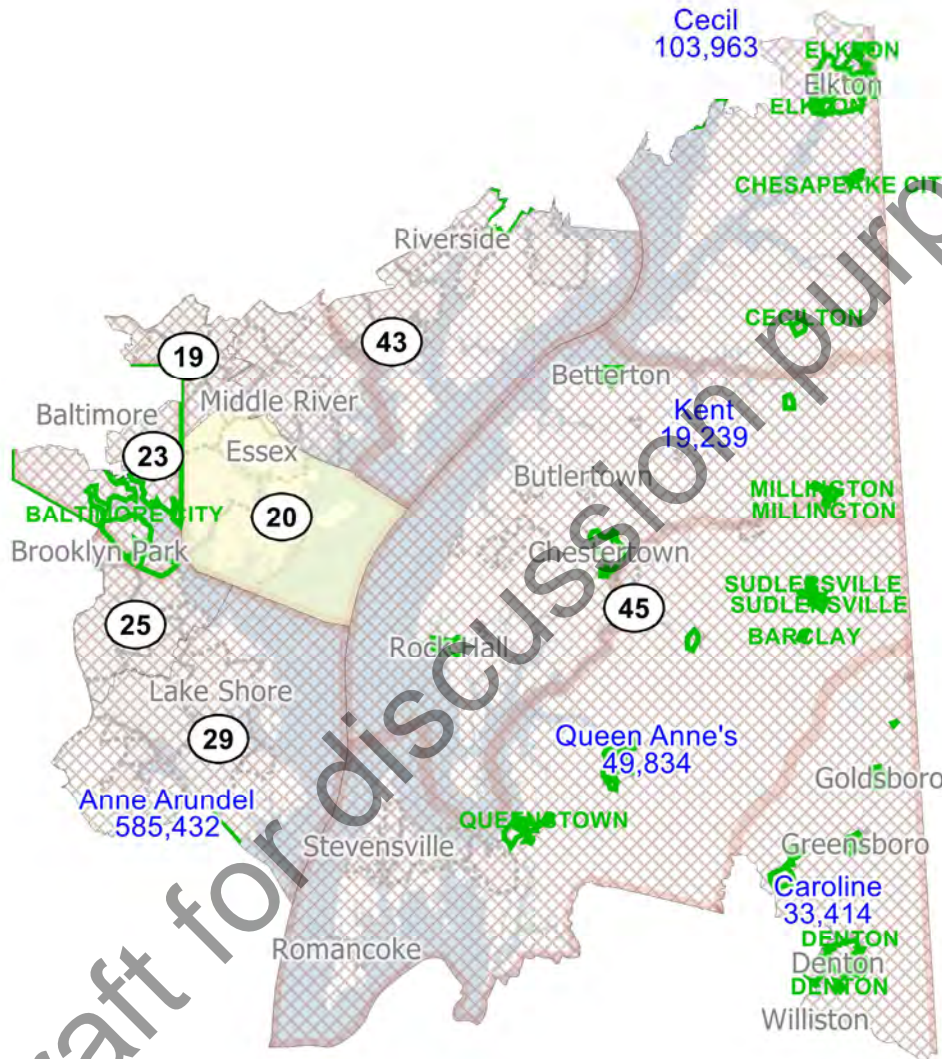 Cecil
103,963
ELKTON
Elkton
ELKTON
CHESAPEAKE CIT
Riverside
CECILTON
43
19
Betterton
Middle River
Baltimore
Kent
19,239
Essex
23
Butlertown
MILLINGTON
MILLINGTON
20
BALTIMORE CITY
Brooklyn Park
Chestertown
SUDLERSVILLE
SUDLERSVILLE
45
25
BARCLAY
Rock Hall
Lake Shore
29
Queen Anne's
49,834
Goldsboro
Anne Arundel
585,432
QUEENSTOWN
Stevensville
Greensboro
Caroline
33,414
DENTON
Romancoke
Denton
DENTON
Williston
raft for discussion purp